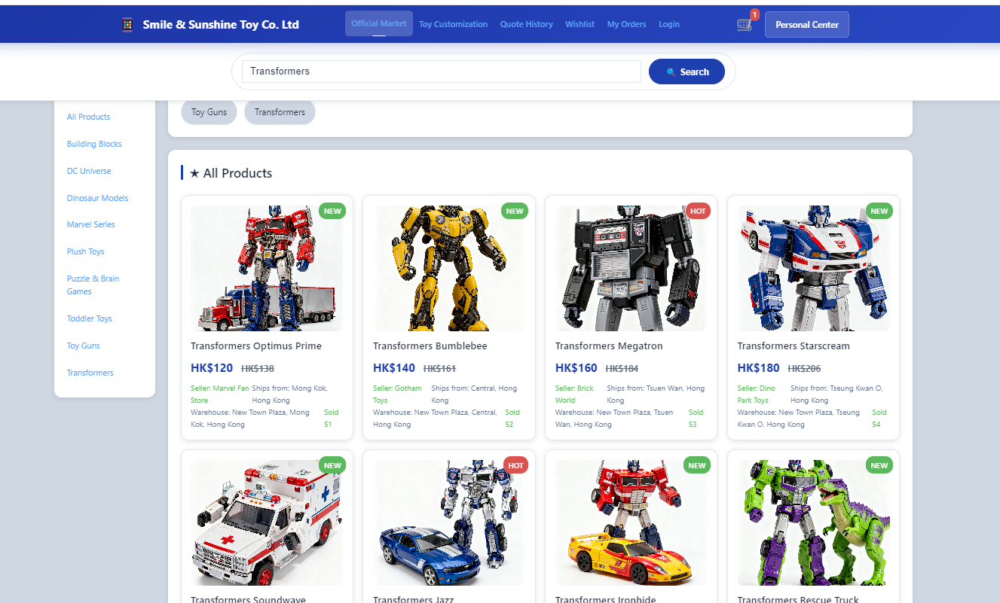 Smile & Sunshine Toy Co. Ltd
Official Market
Toy Customization
Quote History
Wishlist
My Orders
Login
1
Personal Center
Transformers
Search
All Products
Building Blocks
DC Universe
Dinosaur Models
Marvel Series
Plush Toys
Puzzle & Brain
Games
Toddler Toys
Toy Guns
Transformers
Toy Guns
Transformers
★ All Products
NEW
Transformers Optimus Prime
HK$120 HK$138
Seller: Marvel Fan
Store
Ships from: Mong Kok,
Hong Kong
Warehouse: New Town Plaza, Mong
Kok, Hong Kong
Sold
51
NEW
Transformers Bumblebee
HK$140 HK$161
Seller: Gotham
Toys
Ships from: Central, Hong
Kong
Warehouse: New Town Plaza, Central,
Hong Kong
Sold
52
HOT
Transformers Megatron
HK$160 HK$184
Seller: Brick
World
Ships from: Tsuen Wan, Hong
Kong
Warehouse: New Town Plaza, Tsuen
Wan, Hong Kong
Sold
53
NEW
Transformers Starscream
HK$180 HK$206
Seller: Dino
Park Toys
Ships from: Tseung Kwan O,
Hong Kong
Warehouse: New Town Plaza, Tseung
Kwan O, Hong Kong
Sold
54
NEW
Transformers Soundwave
HOT
Transformers Jazz
NEW
Transformers Ironhide
NEW
Transformers Rescue Truck